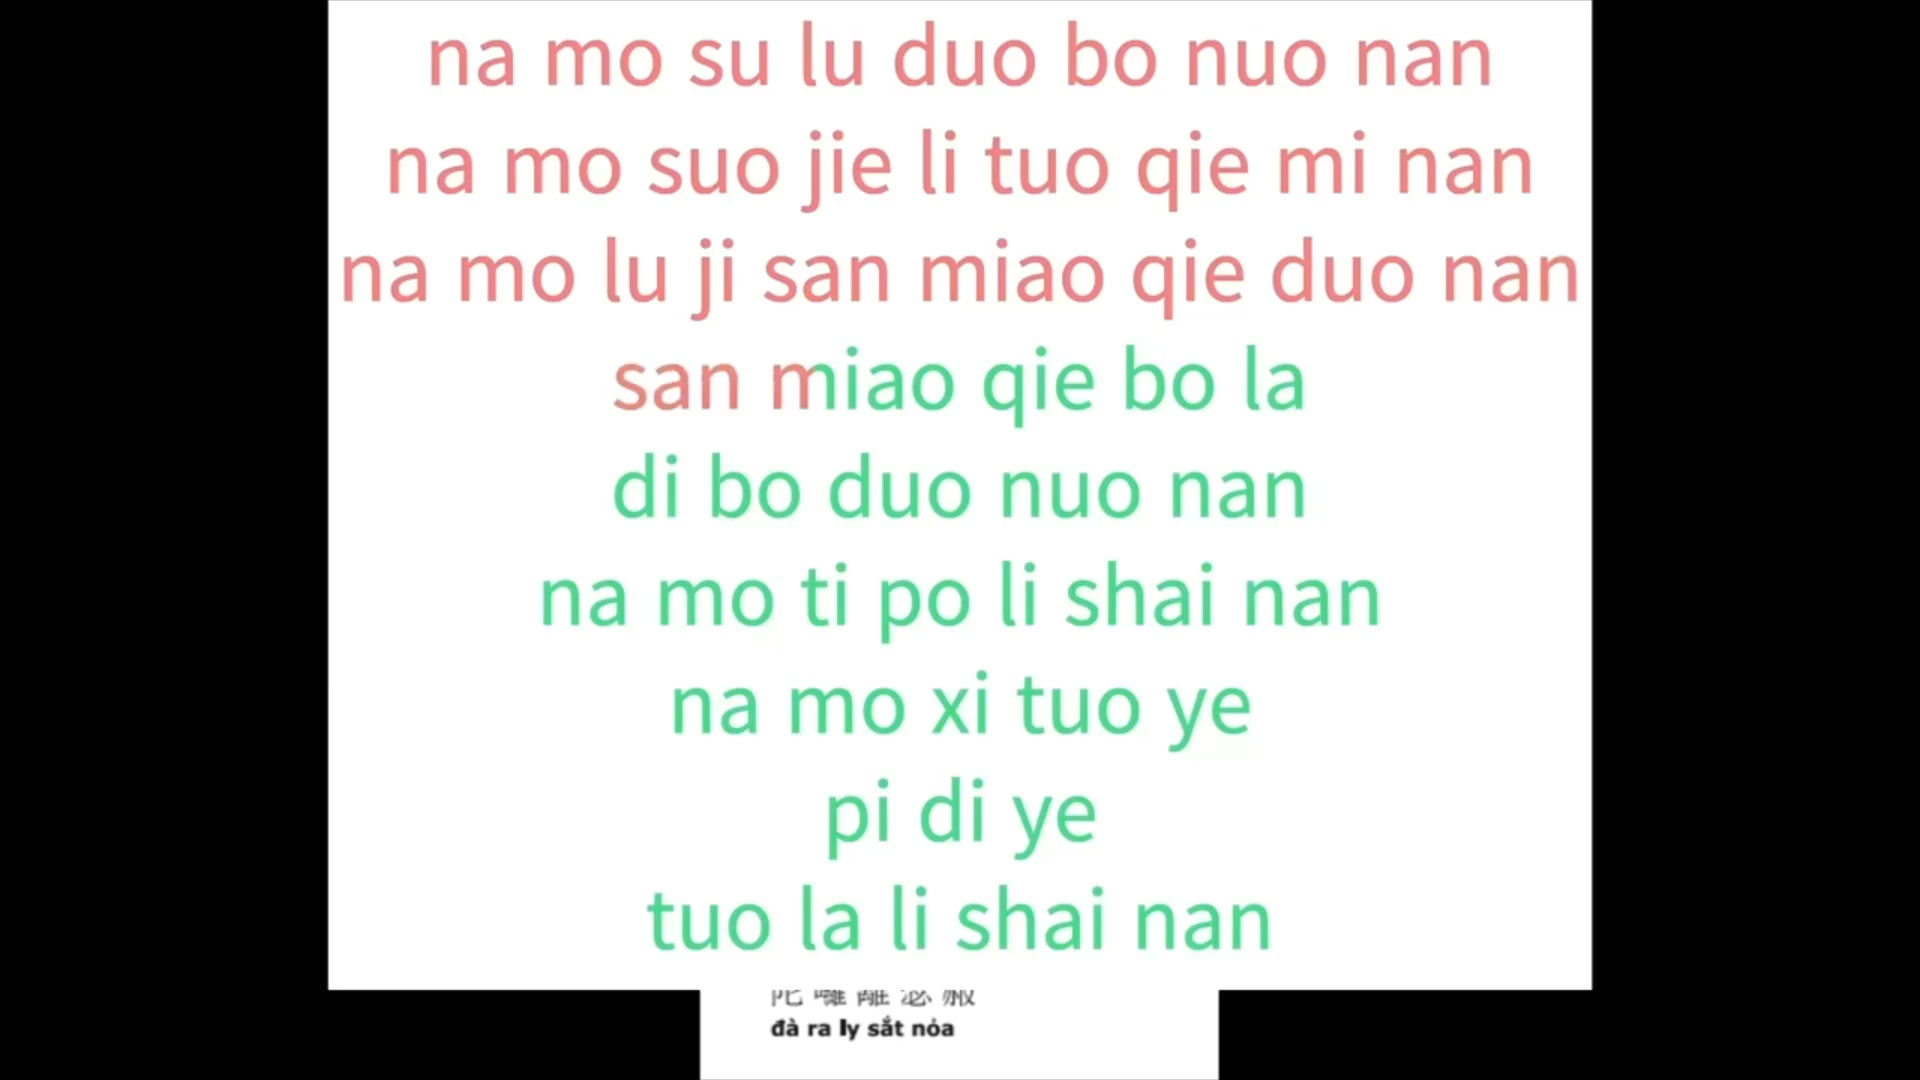 na mo su lu duo bo nuo nan
na mo suo jie li tuo qie mi nan
na mo lu ji san miao qie duo nan
san miao qie bo la
di bo duo nuo nan
na mo ti po li shai nan
na mo xi tuo ye
pi di ye
tuo la li shai nan
đà ra ly sắt nỏa